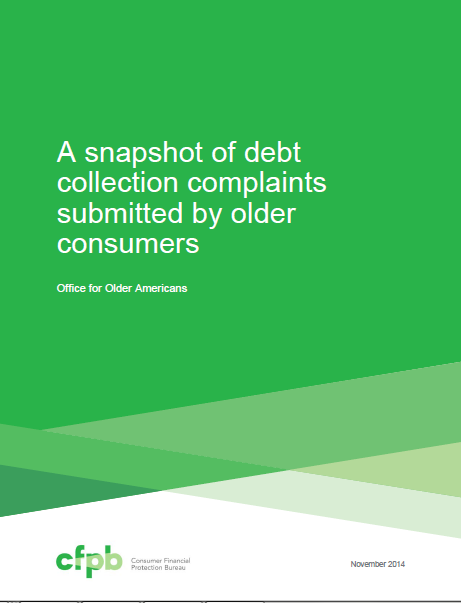 A snapshot of debt
collection complaints
submitted by older
consumers
Office for Older Americans
cfpb
Consumer Financial
Protection Bureau
November 2014